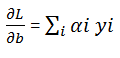 ∂L/∂b = ∑i αi yi